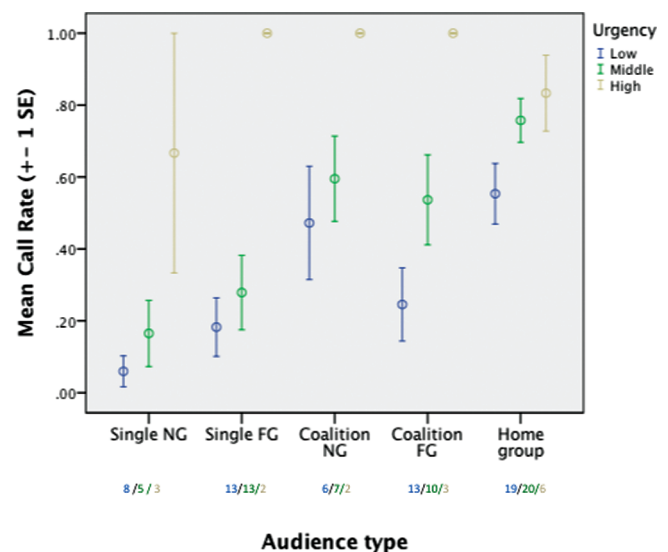 Urgency
Low
Middle
High
Mean Call Rate (+- 1 SE)
1.00
.80
.60
.40
.20
.00
Single NG
Single FG
Coalition
NG
Coalition
FG
Home
group
8 /5 / 3
13/13/2
6/7/2
13/10/3
19/20/6
Audience type